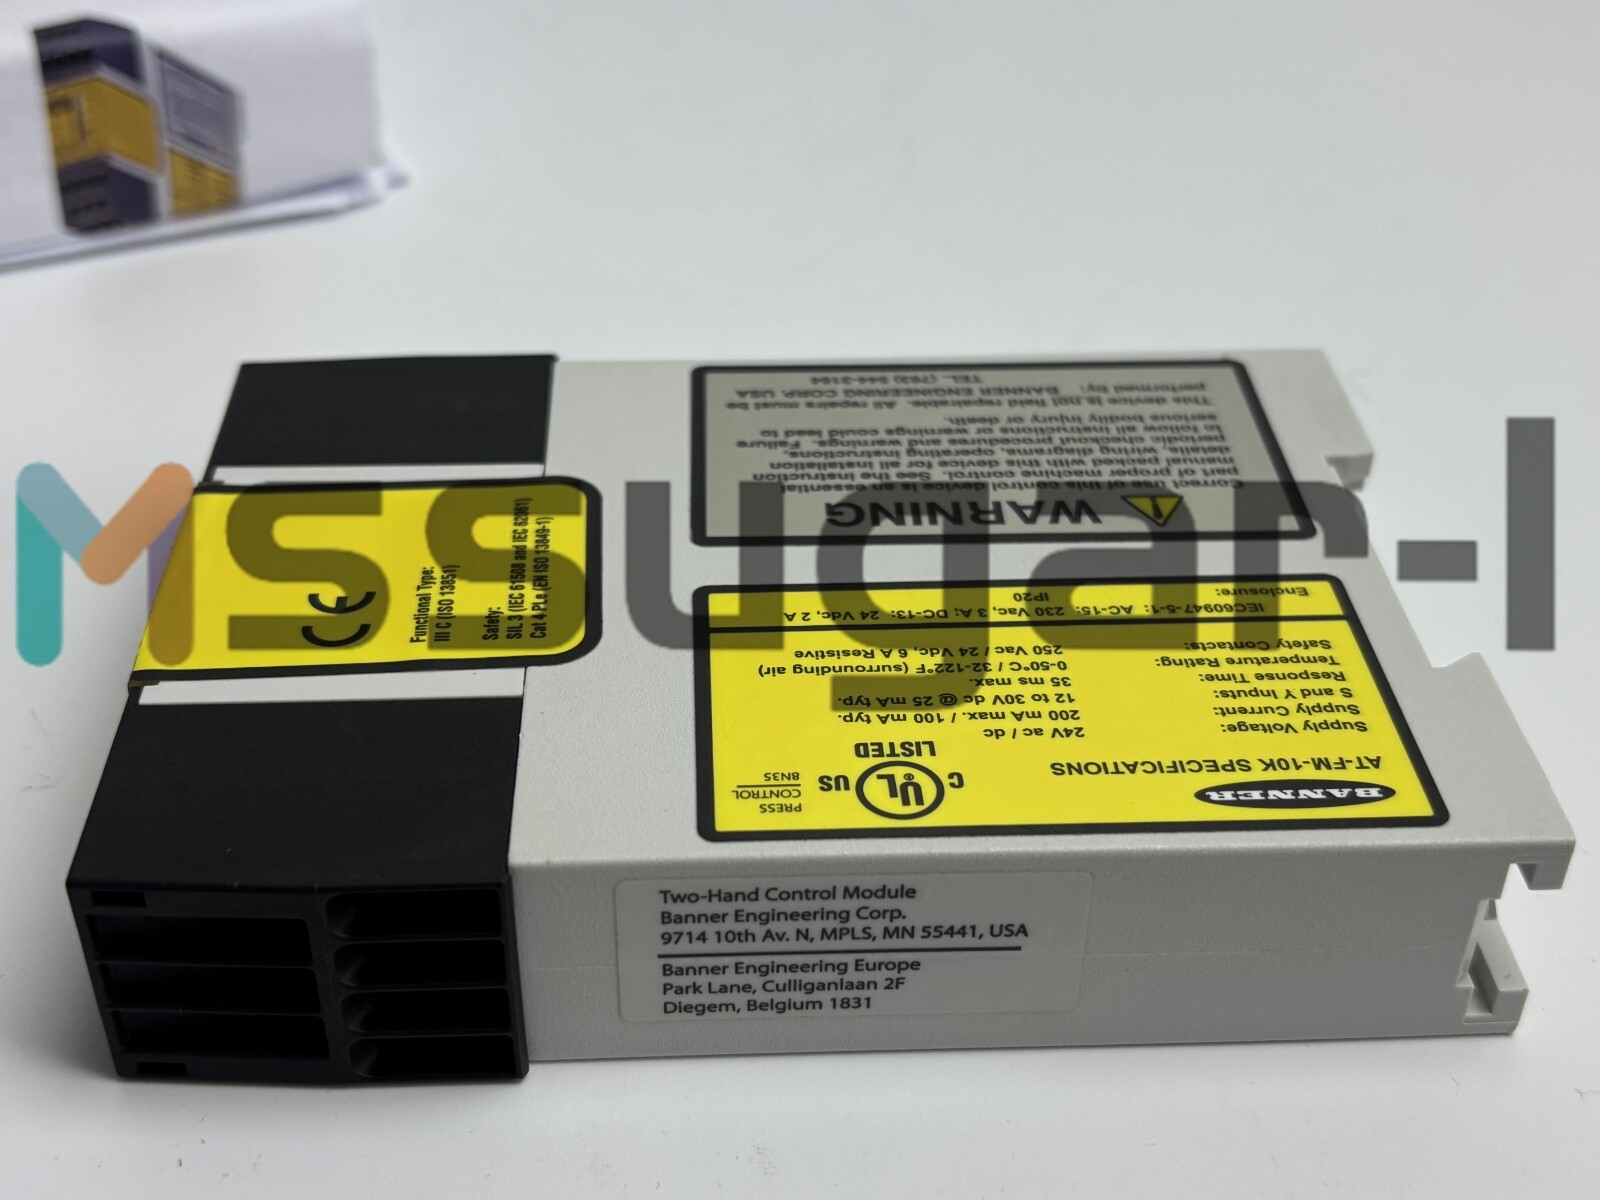 Mssugar-I
CE
Functional Type:
III C (ISO 13851)
Safety:
SIL 3 (IEC 61508 and IEC 62061)
Cat 4 PLe (EN ISO 13849-1)
WARNING
Correct use of this control device is an essential
part of proper machine control. See the instruction
manual packed with this device for all installation
details, wiring diagrams, operating instructions,
periodic checkout procedures and warnings. Failure
to follow all instructions or warnings could lead to
serious bodily injury or death.
This device is not field repairable. All repairs must be
performed by: BANNER ENGINEERING CORP. USA
TEL. (763) 544-3164
BANNER
AT-FM-10K SPECIFICATIONS
C UL US
LISTED
PRESS
CONTROL
8N35
Supply Voltage: 24V ac / dc
Supply Current: 200 mA max. / 100 mA typ.
S and Y Inputs: 12 to 30V dc @ 25 mA typ.
Response Time: 35 ms max.
Temperature Rating: 0-50°C / 32-122°F (surrounding air)
Safety Contacts: 250 Vac / 24 Vdc, 6 A Resistive
IEC60947-5-1: AC-15: 230 Vac, 3 A; DC-13: 24 Vdc, 2 A
Enclosure: IP20
Two-Hand Control Module
Banner Engineering Corp.
9714 10th Av. N, MPLS, MN 55441, USA
Banner Engineering Europe
Park Lane, Culliganlaan 2F
Diegem, Belgium 1831